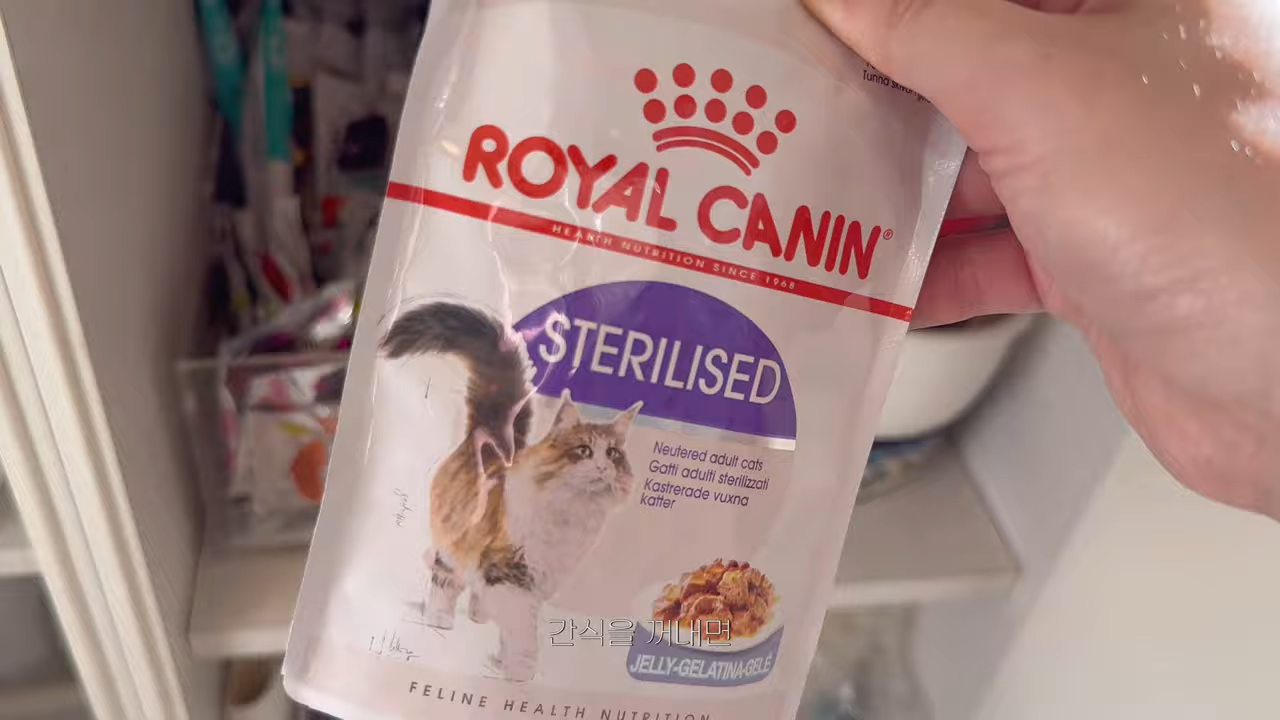 ROYAL CANIN®
HEALTH NUTRITION SINCE 1968
STERILISED
Neutered adult cats
Gatti adulti sterilizzati
Kastrerade vuxna
katter
간식을 꺼내면
JELLY-GELATINA-GELÉ
FELINE HEALTH NUTRITION